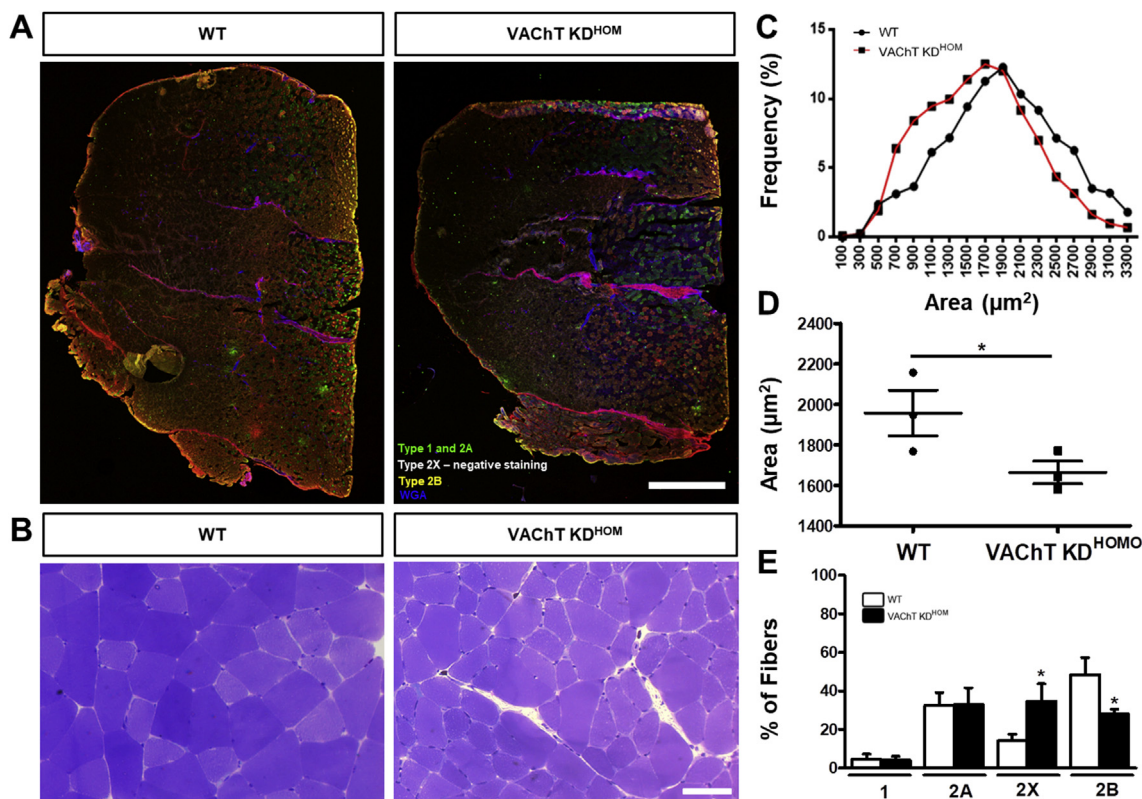 A
WT
VAChT KD^HOM
Type 1 and 2A
Type 2X – negative staining
Type 2B
WGA
B
WT
VAChT KD^HOM
C
WT
VAChT KD^HOM
Frequency (%)
15
10
5
0
100 300 500 700 900 1100 1300 1500 1700 1900 2100 2300 2500 2700 2900 3100 3300
Area (µm²)
D
Area (µm²)
2400
2200
2000
1800
1600
1400
*
WT VAChT KD^HOMO
E
WT
VAChT KD^HOM
% of Fibers
100
80
60
40
20
0
* *
1 2A 2X 2B